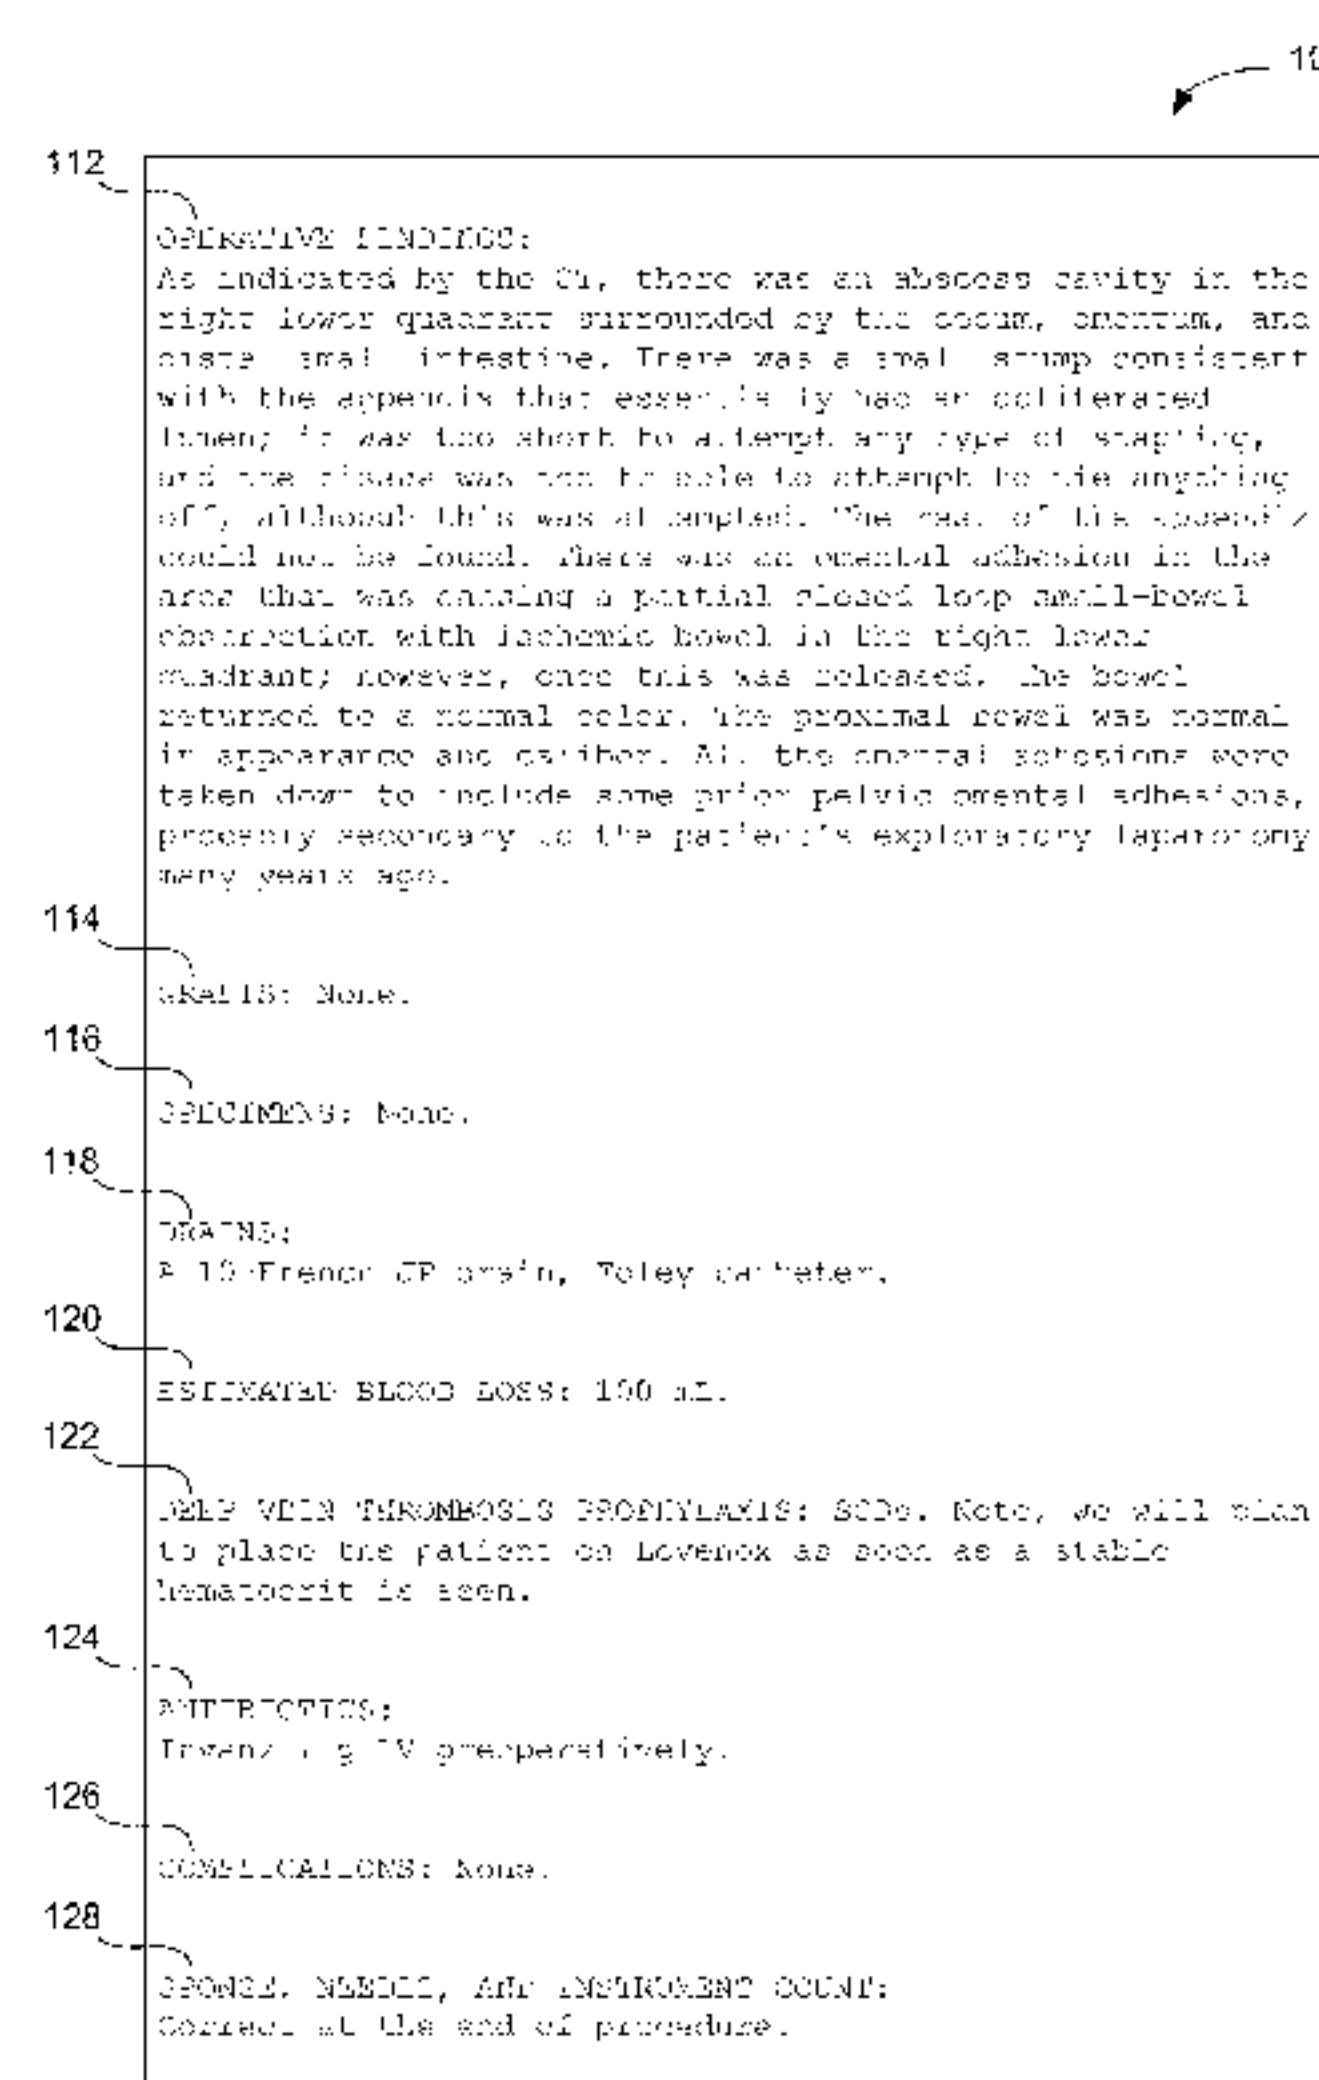 112
OPERATIVE FINDINGS:
As indicated by the CT, there was an abscess cavity in the
right lower quadrant surrounded by the cecum, omentum, and
distal small intestine. There was a small stump consistent
with the appendix that essentially had an obliterated
lumen; it was too short to attempt any type of stapling,
and the tissue was too friable to attempt to tie anything
off, although this was attempted. The rest of the appendix
could not be found. There was an omental adhesion in the
area that was causing a partial closed loop small-bowel
obstruction with ischemic bowel in the right lower
quadrant; however, once this was released, the bowel
returned to a normal color. The proximal bowel was normal
in appearance and caliber. All the omental adhesions were
taken down to include some prior pelvic omental adhesions,
probably secondary to the patient's exploratory laparotomy
many years ago.
114
GRAFTS: None.
116
SPECIMENS: None.
118
DRAINS:
A 10-French JP drain, Foley catheter.
120
ESTIMATED BLOOD LOSS: 100 mL.
122
DEEP VEIN THROMBOSIS PROPHYLAXIS: SCDs. Note, we will plan
to place the patient on Lovenox as soon as a stable
hematocrit is seen.
124
ANTIBIOTICS:
Invanz 1 g IV preoperatively.
126
COMPLICATIONS: None.
128
SPONGE, NEEDLE, AND INSTRUMENT COUNT:
Correct at the end of procedure.